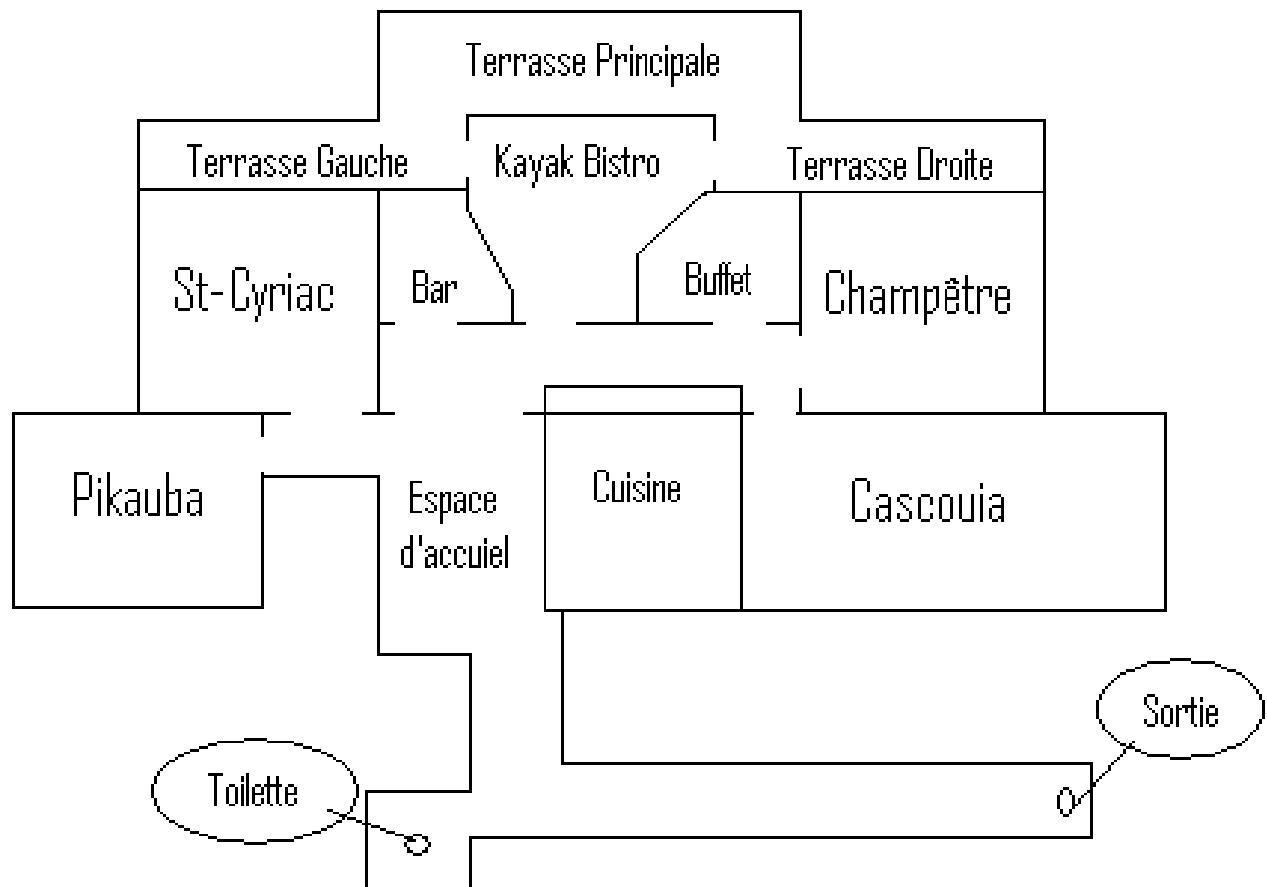 Terrasse Principale
Terrasse Gauche
Kayak Bistro
Terrasse Droite
St-Cyriac
Bar
Buffet
Champêtre
Pikauba
Espace
d'accuiel
Cuisine
Cascouia
Sortie
Toilette